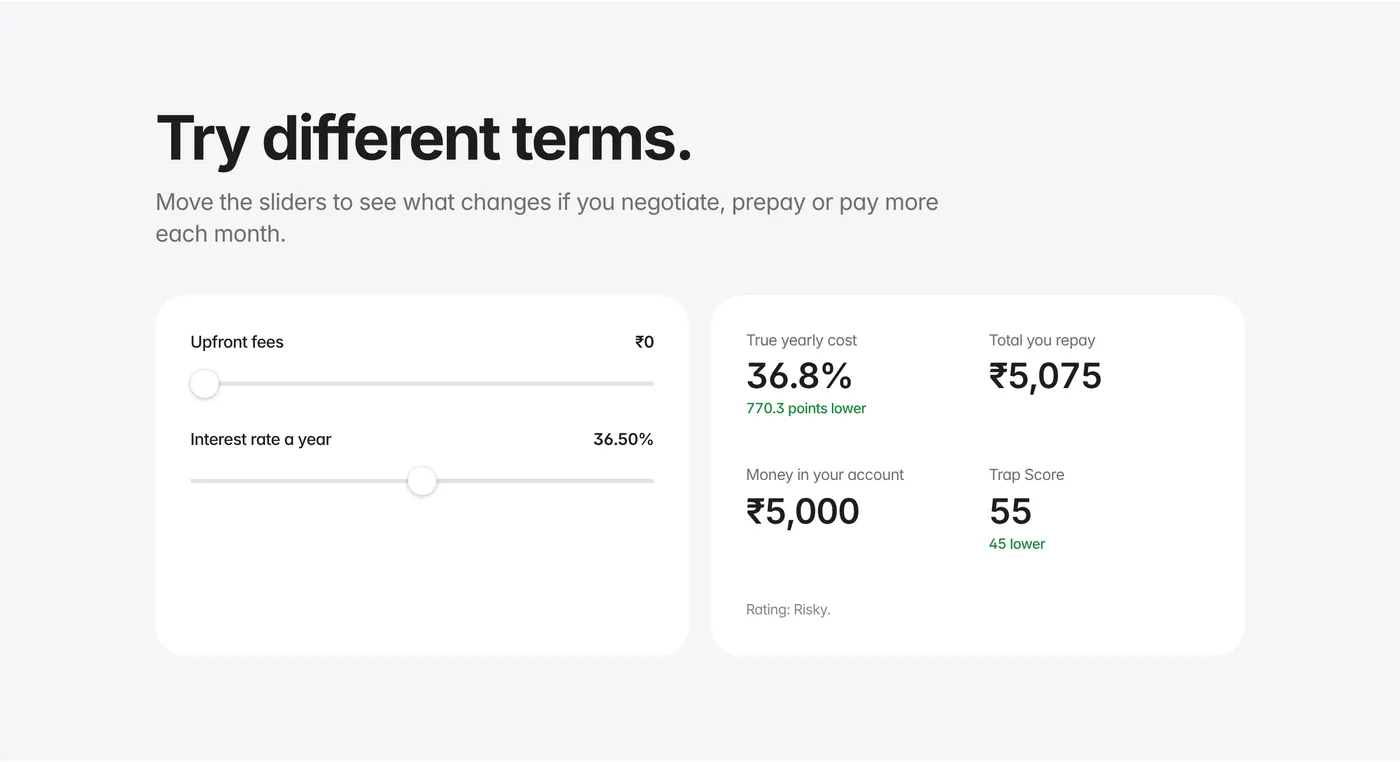 Try different terms.
Move the sliders to see what changes if you negotiate, prepay or pay more
each month.
Upfront fees ₹0
Interest rate a year 36.50%
True yearly cost
36.8%
770.3 points lower
Total you repay
₹5,075
Money in your account
₹5,000
Trap Score
55
45 lower
Rating: Risky.